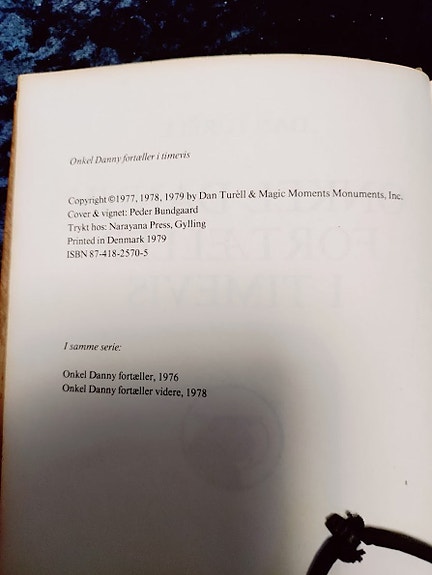 Onkel Danny fortæller i timevis
Copyright ©1977, 1978, 1979 by Dan Turéll & Magic Moments Monuments, Inc.
Cover & vignet: Peder Bundgaard
Trykt hos: Narayana Press, Gylling
Printed in Denmark 1979
ISBN 87-418-2570-5
I samme serie:
Onkel Danny fortæller, 1976
Onkel Danny fortæller videre, 1978